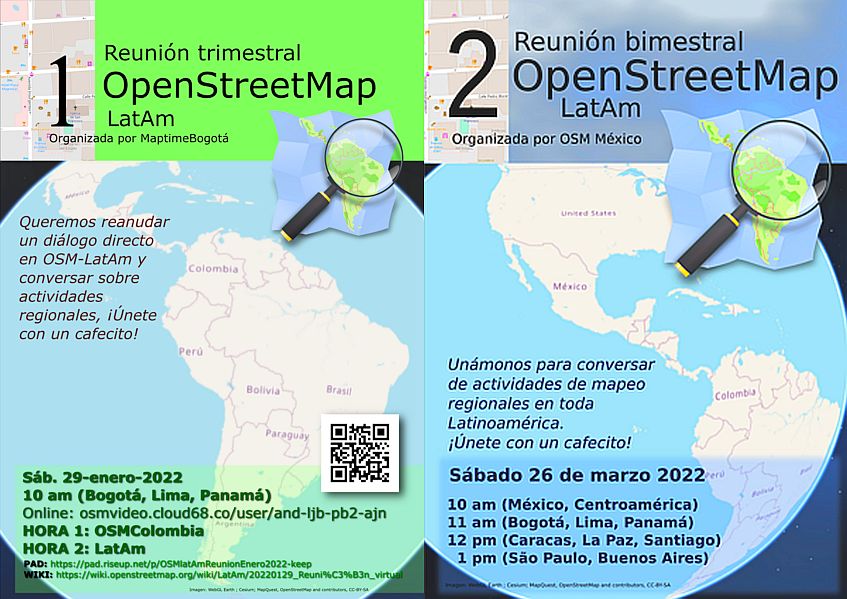 1
Reunión trimestral
OpenStreetMap
LatAm
Organizada por MaptimeBogotá
México
Queremos reanudar
un diálogo directo
en OSM-LatAm y
conversar sobre
actividades
regionales, ¡Únete
con un cafecito!
Colombia
Perú
Brasil
Bolivia
Paraguay
Argentina
Sáb. 29-enero-2022
10 am (Bogotá, Lima, Panamá)
Online: osmvideo.cloud68.co/user/and-ljb-pb2-ajn
HORA 1: OSMColombia
HORA 2: LatAm
PAD: https://pad.riseup.net/p/OSMlatAmReunionEnero2022-keep
WIKI: https://wiki.openstreetmap.org/wiki/LatAm/20220129_Reuni%C3%B3n_virtual
Imagen: WebGL Earth ; Cesium; MapQuest, OpenStreetMap and contributors, CC-BY-SA
2
Reunión bimestral
OpenStreetMap
LatAm
Organizada por OSM México
United States
México
Unámonos para conversar
de actividades de mapeo
regionales en toda
Latinoamérica.
¡Únete con un cafecito!
Colombia
Perú
Bolivia
Sábado 26 de marzo 2022
10 am (México, Centroamérica)
11 am (Bogotá, Lima, Panamá)
12 pm (Caracas, La Paz, Santiago)
1 pm (São Paulo, Buenos Aires)
Imagen: WebGL Earth ; Cesium; MapQuest, OpenStreetMap and contributors, CC-BY-SA